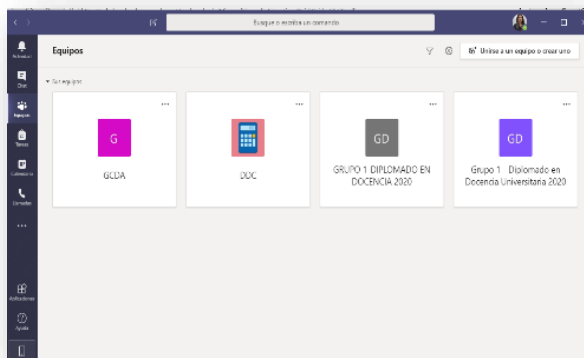 Busque o escriba un comando
Equipos
Unirse a un equipo o crear uno
Actividad
Chat
Equipos
Tareas
Calendario
Llamadas
Aplicaciones
Ayuda
Sus equipos
G
GCDA
DDC
GD
GRUPO 1 DIPLOMADO EN
DOCENCIA 2020
GD
Grupo 1 Diplomado en
Docencia Universitaria 2020